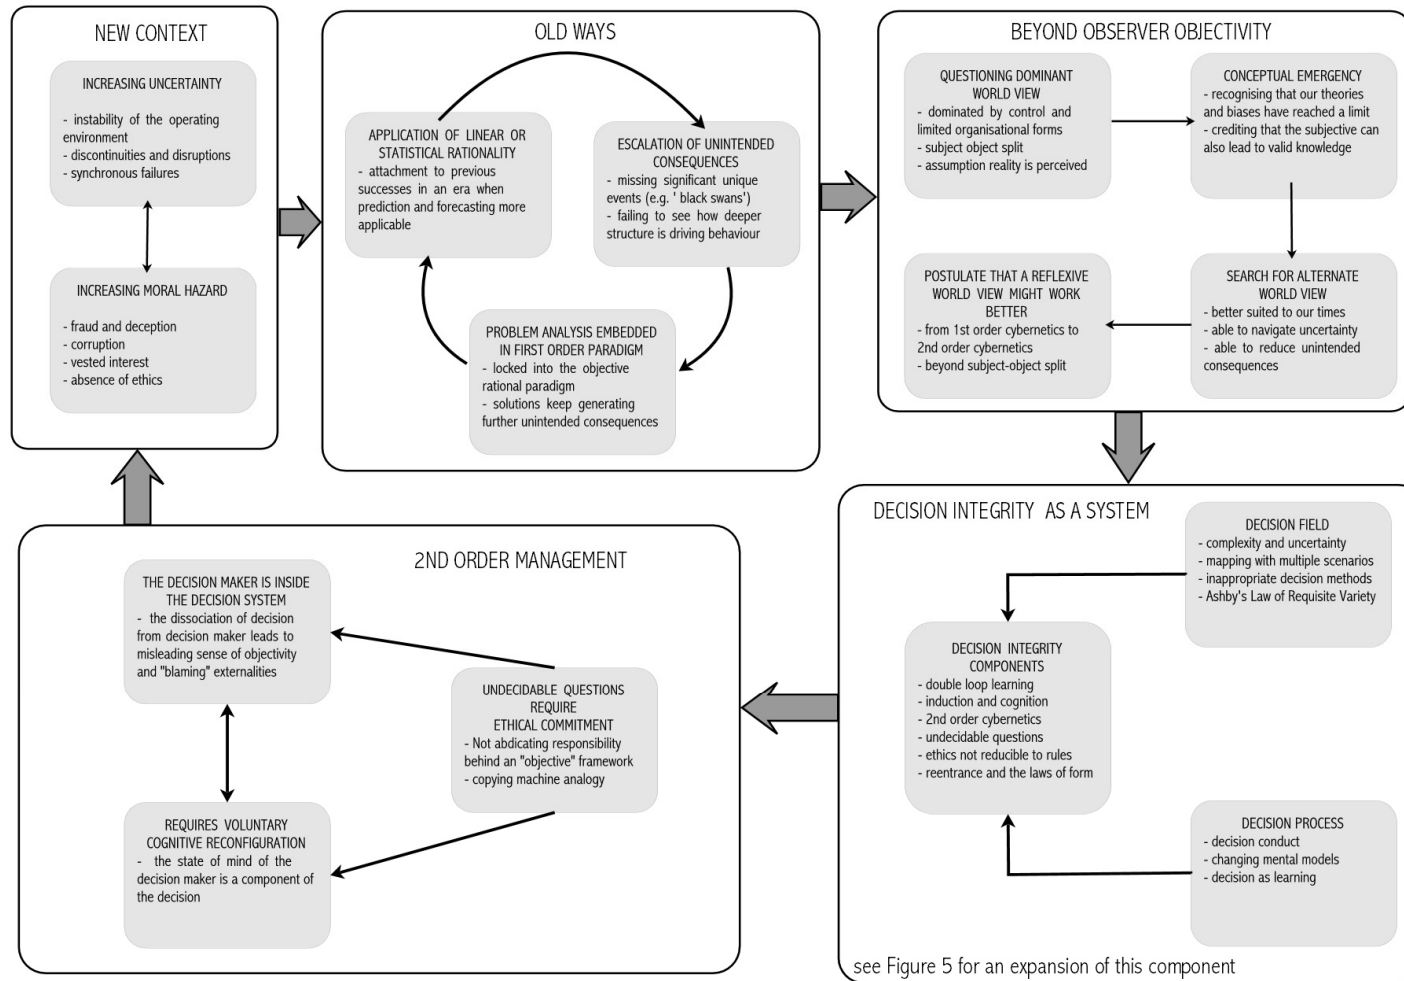 NEW CONTEXT
INCREASING UNCERTAINTY
- instability of the operating
environment
- discontinuities and disruptions
- synchronous failures
INCREASING MORAL HAZARD
- fraud and deception
- corruption
- vested interest
- absence of ethics
OLD WAYS
APPLICATION OF LINEAR OR
STATISTICAL RATIONALITY
- attachment to previous
successes in an era when
prediction and forecasting more
applicable
ESCALATION OF UNINTENDED
CONSEQUENCES
- missing significant unique
events (e.g. ' black swans')
- failing to see how deeper
structure is driving behaviour
PROBLEM ANALYSIS EMBEDDED
IN FIRST ORDER PARADIGM
- locked into the objective
rational paradigm
- solutions keep generating
further unintended consequences
BEYOND OBSERVER OBJECTIVITY
QUESTIONING DOMINANT
WORLD VIEW
- dominated by control and
limited organisational forms
- subject object split
- assumption reality is perceived
CONCEPTUAL EMERGENCY
- recognising that our theories
and biases have reached a limit
- crediting that the subjective can
also lead to valid knowledge
SEARCH FOR ALTERNATE
WORLD VIEW
- better suited to our times
- able to navigate uncertainty
- able to reduce unintended
consequences
POSTULATE THAT A REFLEXIVE
WORLD VIEW MIGHT WORK
BETTER
- from 1st order cybernetics to
2nd order cybernetics
- beyond subject-object split
DECISION INTEGRITY AS A SYSTEM
DECISION FIELD
- complexity and uncertainty
- mapping with multiple scenarios
- inappropriate decision methods
- Ashby's Law of Requisite Variety
DECISION INTEGRITY
COMPONENTS
- double loop learning
- induction and cognition
- 2nd order cybernetics
- undecidable questions
- ethics not reducible to rules
- reentrance and the laws of form
DECISION PROCESS
- decision conduct
- changing mental models
- decision as learning
see Figure 5 for an expansion of this component
2ND ORDER MANAGEMENT
THE DECISION MAKER IS INSIDE
THE DECISION SYSTEM
- the dissociation of decision
from decision maker leads to
misleading sense of objectivity
and "blaming" externalities
UNDECIDABLE QUESTIONS
REQUIRE
ETHICAL COMMITMENT
- Not abdicating responsibility
behind an "objective" framework
- copying machine analogy
REQUIRES VOLUNTARY
COGNITIVE RECONFIGURATION
- the state of mind of the
decision maker is a component of
the decision